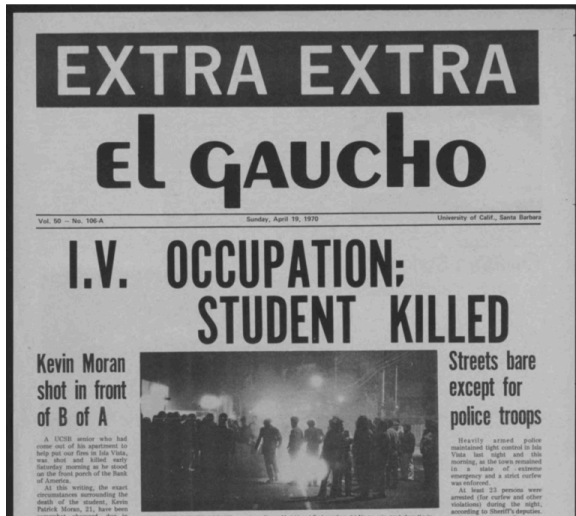 EXTRA EXTRA
el GAUCHO
Vol. 50 — No. 106-A
Sunday, April 19, 1970
University of Calif., Santa Barbara
I.V. OCCUPATION;
STUDENT KILLED
Kevin Moran
shot in front
of B of A
A UCSB senior who had
come out of his apartment to
help put our fires in Isla Vista,
was shot and killed early
Saturday morning as he stood
on the front porch of the Bank
of America.
At this writing, the exact
circumstances surrounding the
death of the student, Kevin
Patrick Moran, 21, have been
Streets bare
except for
police troops
Heavily armed police
maintained tight control in Isla
Vista last night and this
morning, as the town remained
in a state of extreme
emergency and a strict curfew
was enforced.
At least 23 persons were
arrested (for curfew and other
violations) during the night,
according to Sheriff's deputies.